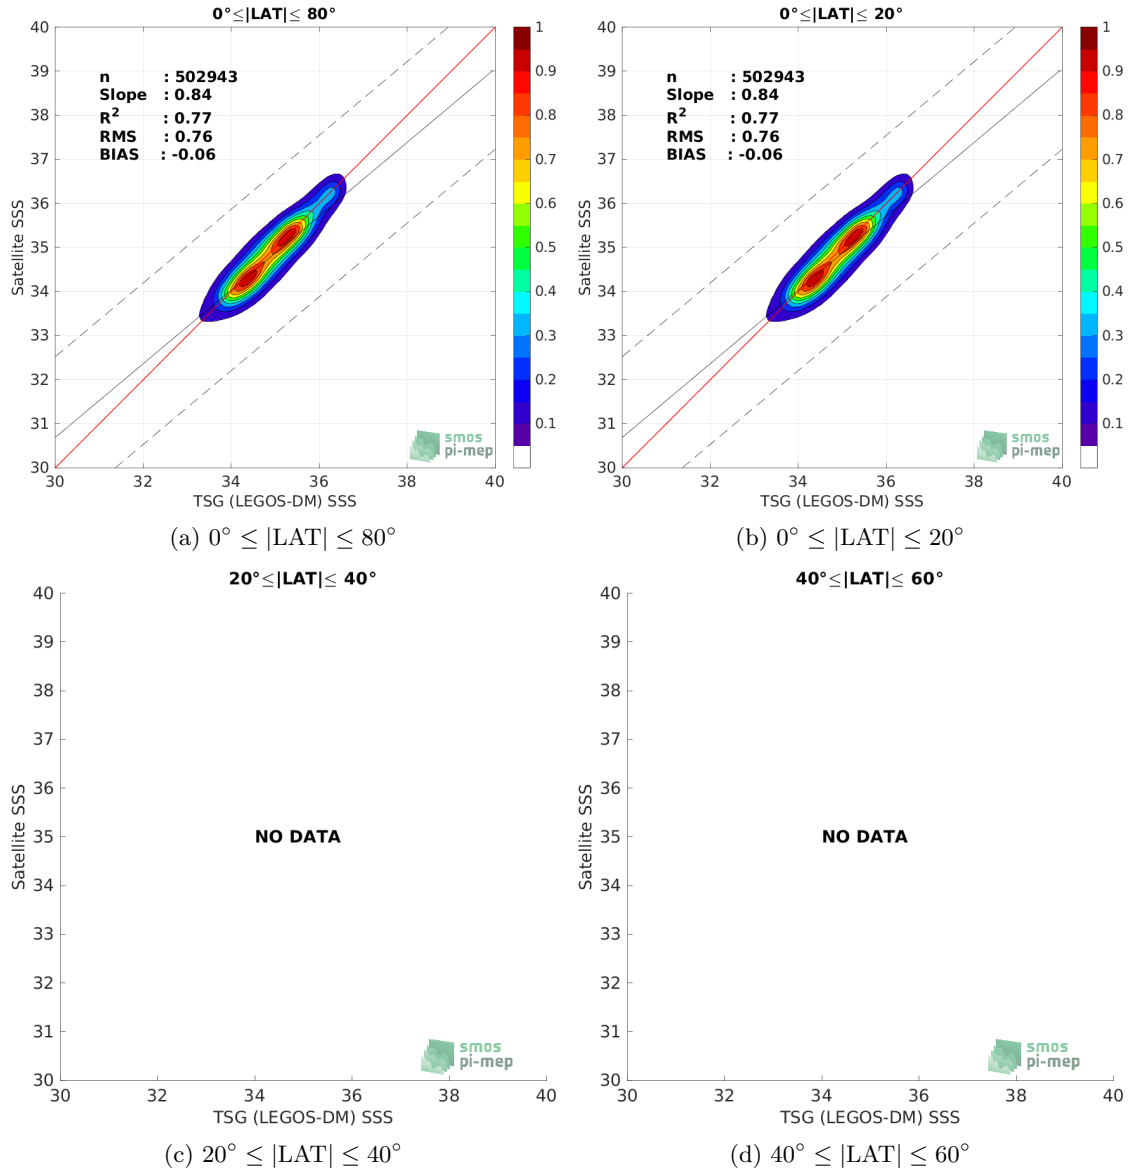 0°≤|LAT|≤ 80°
40
39
38
37
36
35
34
33
32
31
30
Satellite SSS
n : 502943
Slope : 0.84
R² : 0.77
RMS : 0.76
BIAS : -0.06
smos
pi-mep
30 32 34 36 38 40
TSG (LEGOS-DM) SSS
1
0.9
0.8
0.7
0.6
0.5
0.4
0.3
0.2
0.1
(a) 0° ≤ |LAT| ≤ 80°
0°≤|LAT|≤ 20°
40
39
38
37
36
35
34
33
32
31
30
Satellite SSS
n : 502943
Slope : 0.84
R² : 0.77
RMS : 0.76
BIAS : -0.06
smos
pi-mep
30 32 34 36 38 40
TSG (LEGOS-DM) SSS
1
0.9
0.8
0.7
0.6
0.5
0.4
0.3
0.2
0.1
(b) 0° ≤ |LAT| ≤ 20°
20°≤|LAT|≤ 40°
40
39
38
37
36
35
34
33
32
31
30
Satellite SSS
NO DATA
smos
pi-mep
30 32 34 36 38 40
TSG (LEGOS-DM) SSS
(c) 20° ≤ |LAT| ≤ 40°
40°≤|LAT|≤ 60°
40
39
38
37
36
35
34
33
32
31
30
Satellite SSS
NO DATA
smos
pi-mep
30 32 34 36 38 40
TSG (LEGOS-DM) SSS
(d) 40° ≤ |LAT| ≤ 60°